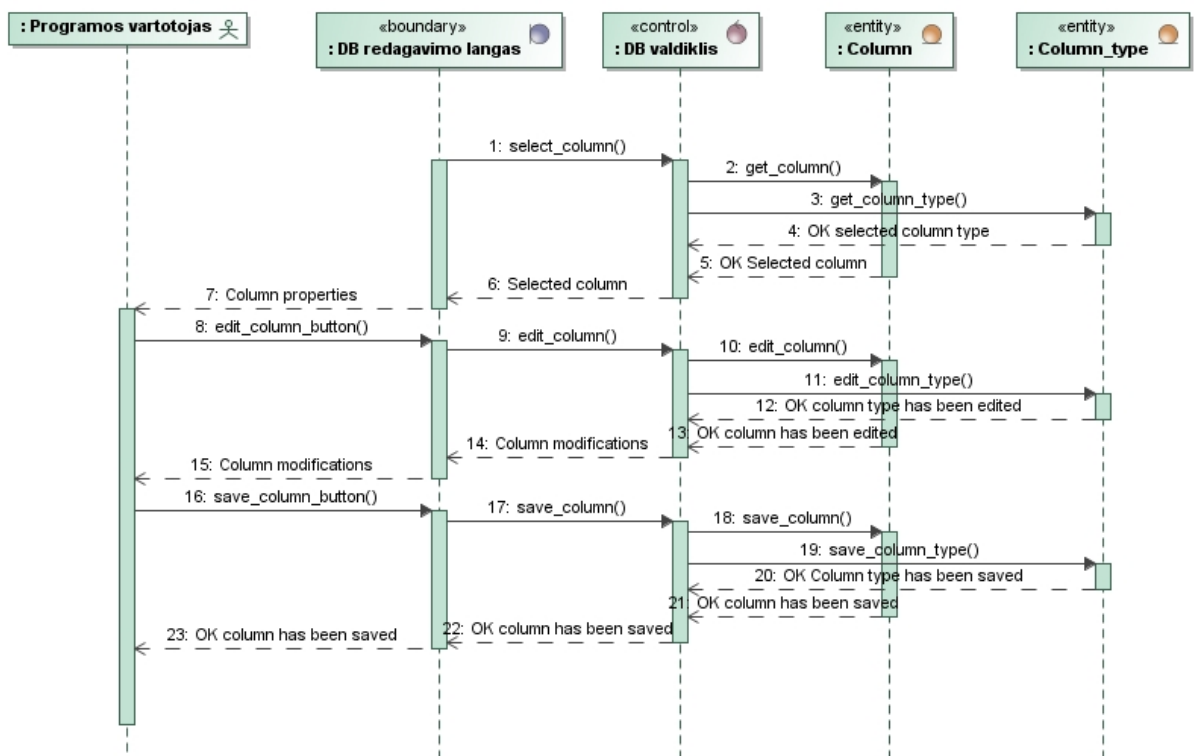 : Programos vartotojas
«boundary»
: DB redagavimo langas
«control»
: DB valdiklis
«entity»
: Column
«entity»
: Column_type
1: select_column()
2: get_column()
3: get_column_type()
4: OK selected column type
5: OK Selected column
6: Selected column
7: Column properties
8: edit_column_button()
9: edit_column()
10: edit_column()
11: edit_column_type()
12: OK column type has been edited
13: OK column has been edited
14: Column modifications
15: Column modifications
16: save_column_button()
17: save_column()
18: save_column()
19: save_column_type()
20: OK Column type has been saved
21: OK column has been saved
22: OK column has been saved
23: OK column has been saved